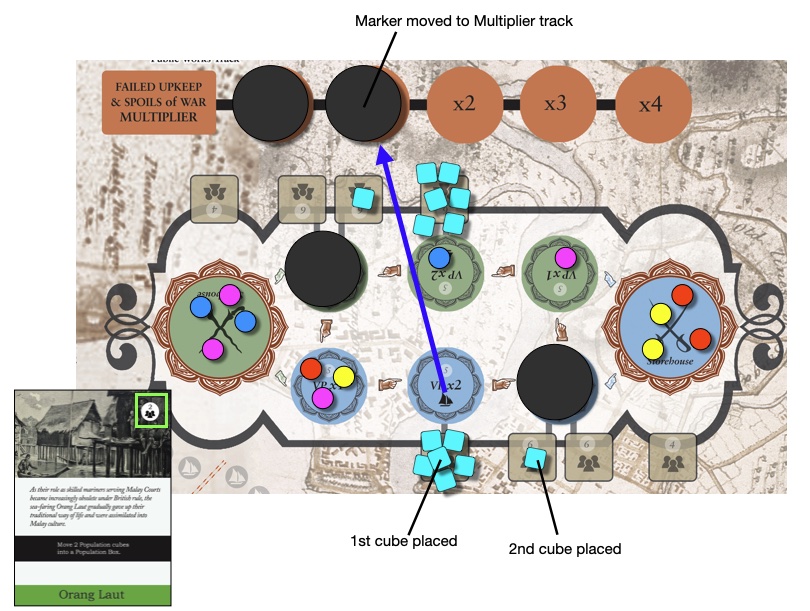 Marker moved to Multiplier track
Public Works Track
FAILED UPKEEP
& SPOILS of WAR
MULTIPLIER
x2
x3
x4
4
6
VP x2
5
VP x1
5
Storehouse
5
VP x2
6
6
4
2
As their role as skilled mariners serving Malay Courts
became increasingly obsolete under British rule, the
sea-faring Orang Laut gradually gave up their
traditional way of life and were assimilated into
Malay culture.
Move 2 Population cubes
into a Population Box.
Orang Laut
1st cube placed
2nd cube placed